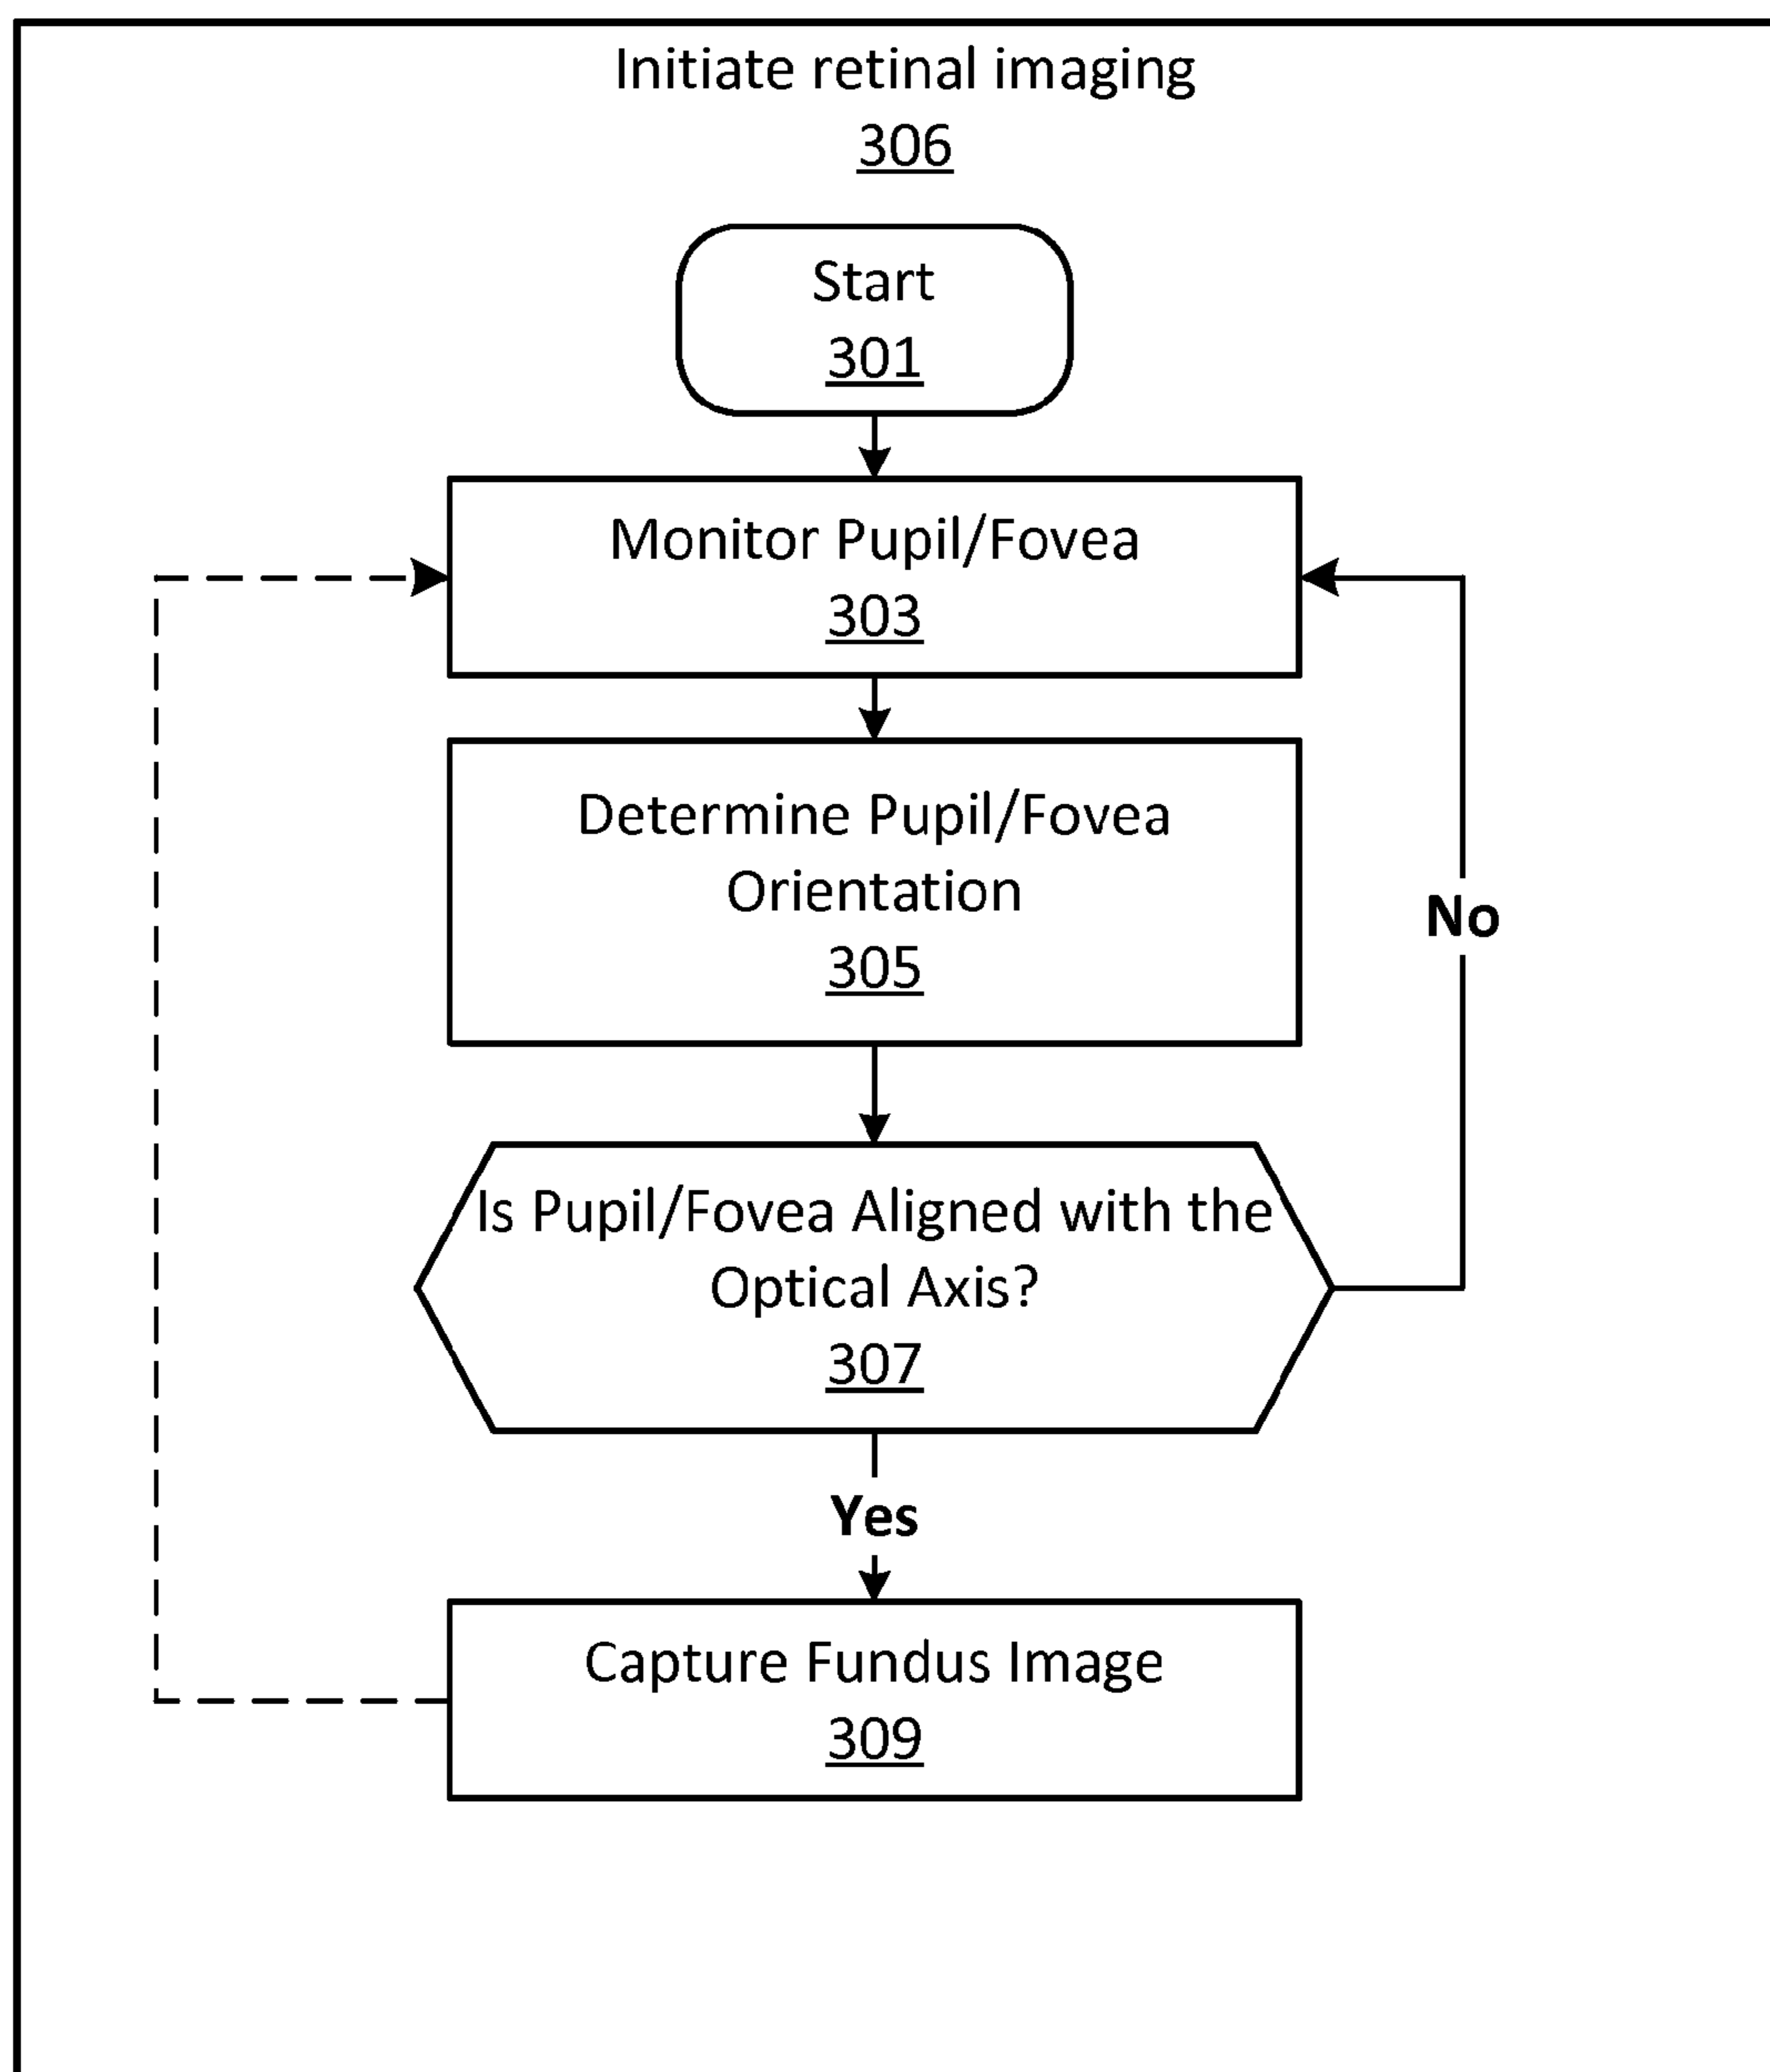 Initiate retinal imaging
306
Start
301
Monitor Pupil/Fovea
303
Determine Pupil/Fovea
Orientation
305
No
Is Pupil/Fovea Aligned with the
Optical Axis?
307
Yes
Capture Fundus Image
309